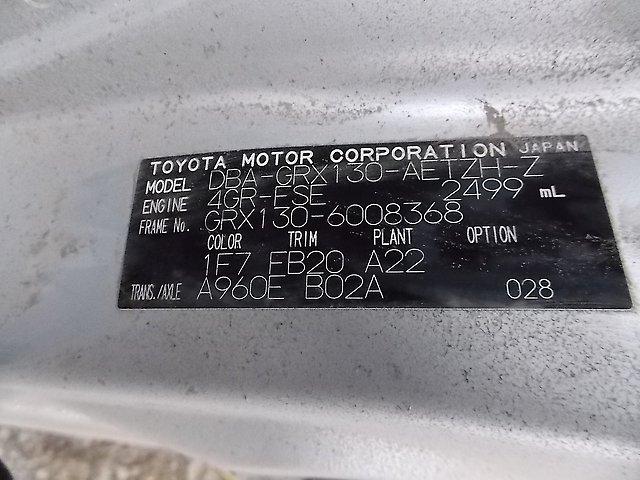 TOYOTA MOTOR CORPORATION JAPAN
MODEL DBA-GRX130-AETZH-Z
ENGINE 4GR-FSE 2499 mL
FRAME No. GRX130-6008368
COLOR TRIM PLANT OPTION
1F7 FB20 A22
TRANS./AXLE A960E B02A 028